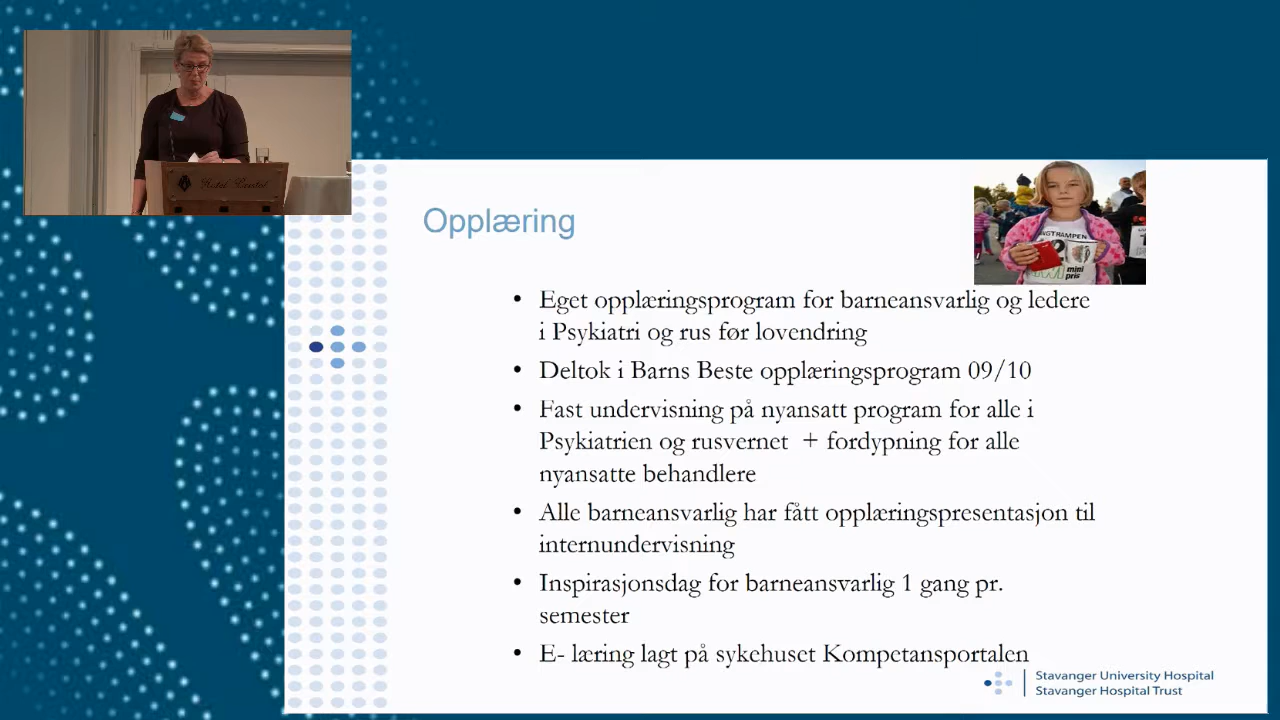 Opplæring
• Eget opplæringsprogram for barneansvarlig og ledere
i Psykiatri og rus før lovendring
• Deltok i Barns Beste opplæringsprogram 09/10
• Fast undervisning på nyansatt program for alle i
Psykiatrien og rusvernet + fordypning for alle
nyansatte behandlere
• Alle barneansvarlig har fått opplæringspresentasjon til
internundervisning
• Inspirasjonsdag for barneansvarlig 1 gang pr.
semester
• E- læring lagt på sykehuset Kompetansportalen
Stavanger University Hospital
Stavanger Hospital Trust
mini
pris